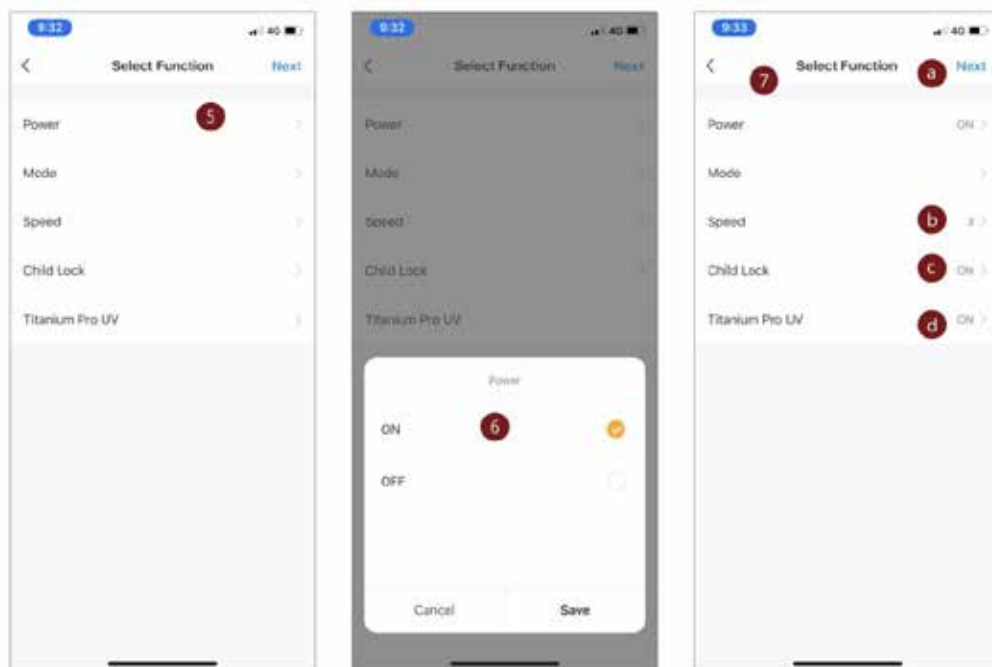 9:32
4G
Select Function
Next
5
Power
Mode
Speed
Child Lock
Titanium Pro UV
9:32
4G
Select Function
Next
Power
Mode
Speed
Child Lock
Titanium Pro UV
Power
6
ON
OFF
Cancel
Save
9:33
4G
7
Select Function
a
Next
Power
ON
Mode
Speed
b
Child Lock
c
ON
Titanium Pro UV
d
ON